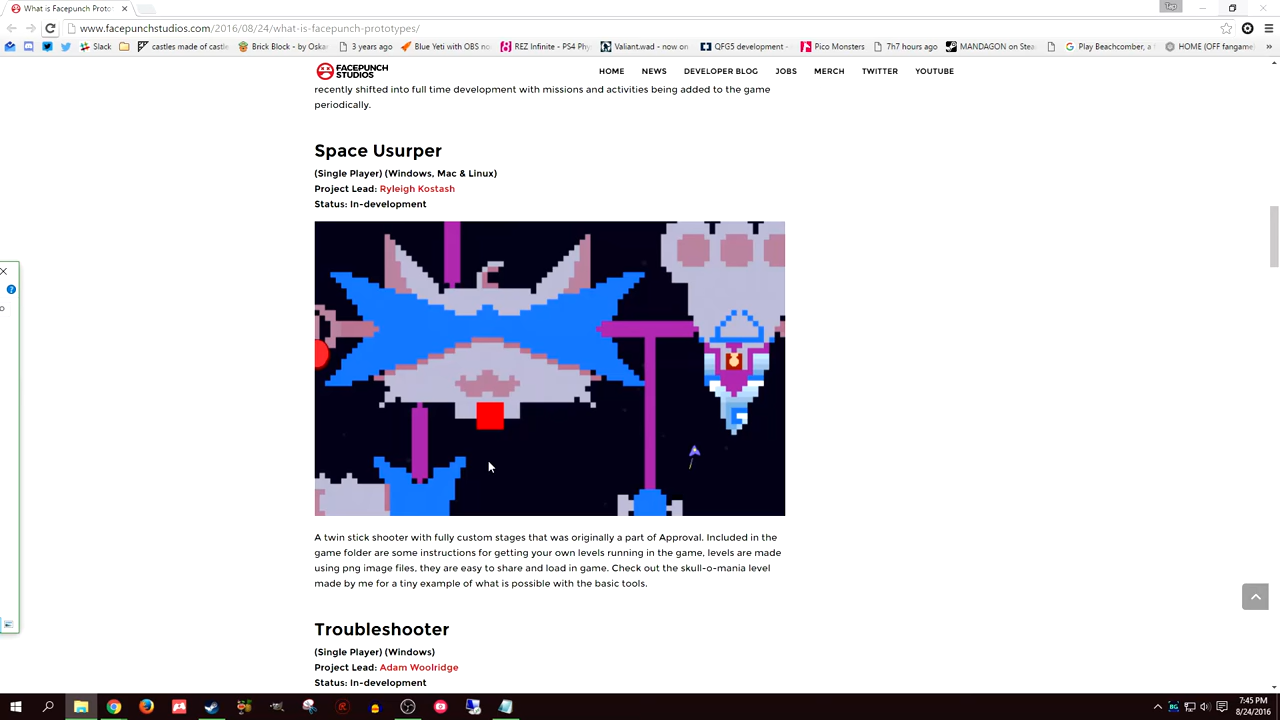 What is Facepunch Proto
www.facepunchstudios.org/2016/08/24/what-is-facepunch-prototypes/
Slack
castles made of castle
Brick Block - by Oskar
3 years ago
Blue Yeti with OBS no
REZ Infinite - PS4 Phy
Valiant.wad - now on
QFG5 development -
Pico Monsters
7h7 hours ago
MANDAGON on Stea
Play Beachcomber, a
HOME (OFF fangame)
FACEPUNCH
STUDIOS
HOME
NEWS
DEVELOPER BLOG
JOBS
MERCH
TWITTER
YOUTUBE
recently shifted into full time development with missions and activities being added to the game
periodically.
Space Usurper
(Single Player) (Windows, Mac & Linux)
Project Lead: Ryleigh Kostash
Status: In-development
A twin stick shooter with fully custom stages that was originally a part of Approval. Included in the
game folder are some instructions for getting your own levels running in the game, levels are made
using png image files, they are easy to share and load in game. Check out the skull-o-mania level
made by me for a tiny example of what is possible with the basic tools.
Troubleshooter
(Single Player) (Windows)
Project Lead: Adam Woolridge
Status: In-development
7:45 PM
8/24/2016